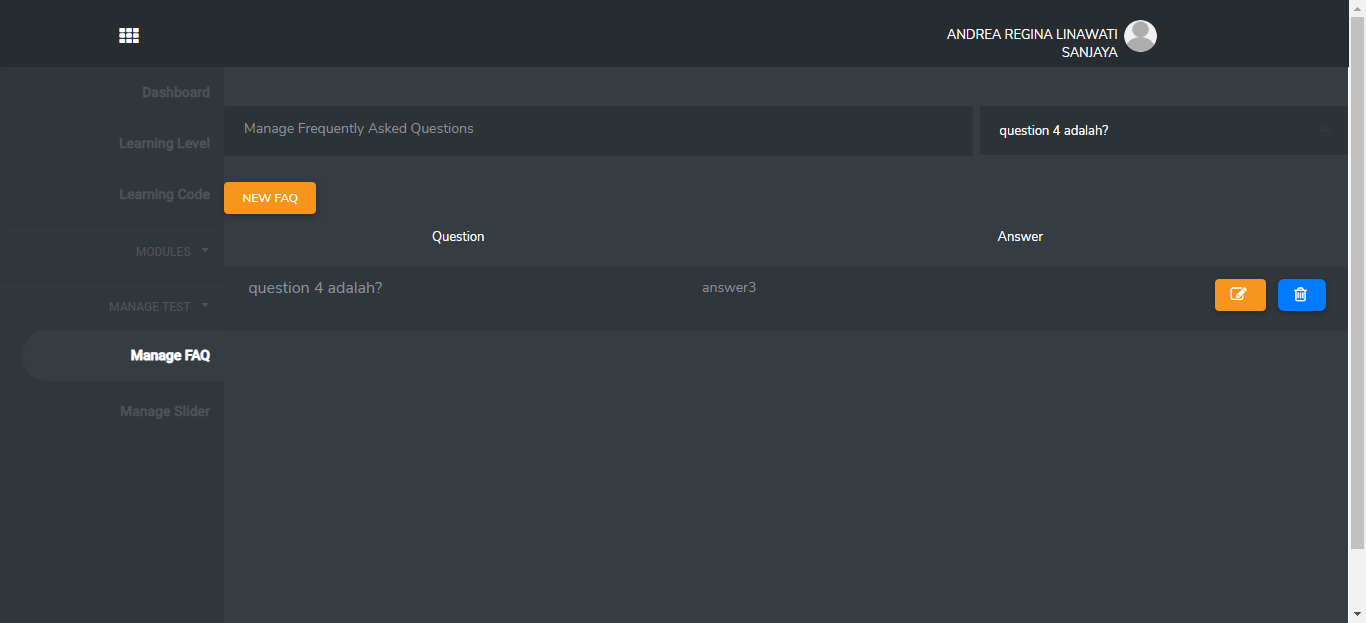 ANDREA REGINA LINAWATI
SANJAYA
Dashboard
Learning Level
Learning Code
MODULES
MANAGE TEST
Manage FAQ
Manage Slider
Manage Frequently Asked Questions
question 4 adalah?
NEW FAQ
Question Answer
question 4 adalah? answer3